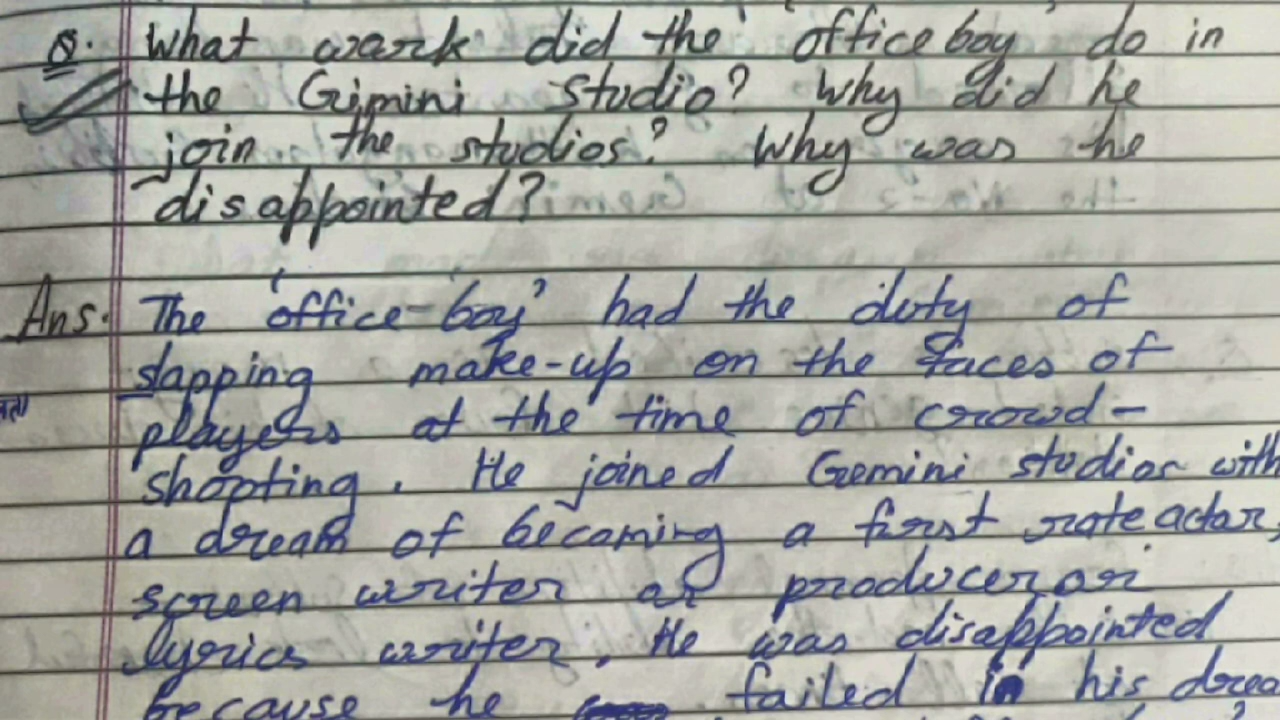 Q. What work did the 'office boy' do in
the Gimini Studio? Why did he
join the studios? Why was he
disappointed?
Ans. The 'office-boy' had the duty of
slapping make-up on the faces of
players at the time of crowd-
shooting. He joined Gemini studios with
a dream of becoming a first rate actor,
screen writer or producer or
lyrics writer. He was disappointed
because he failed in his drea